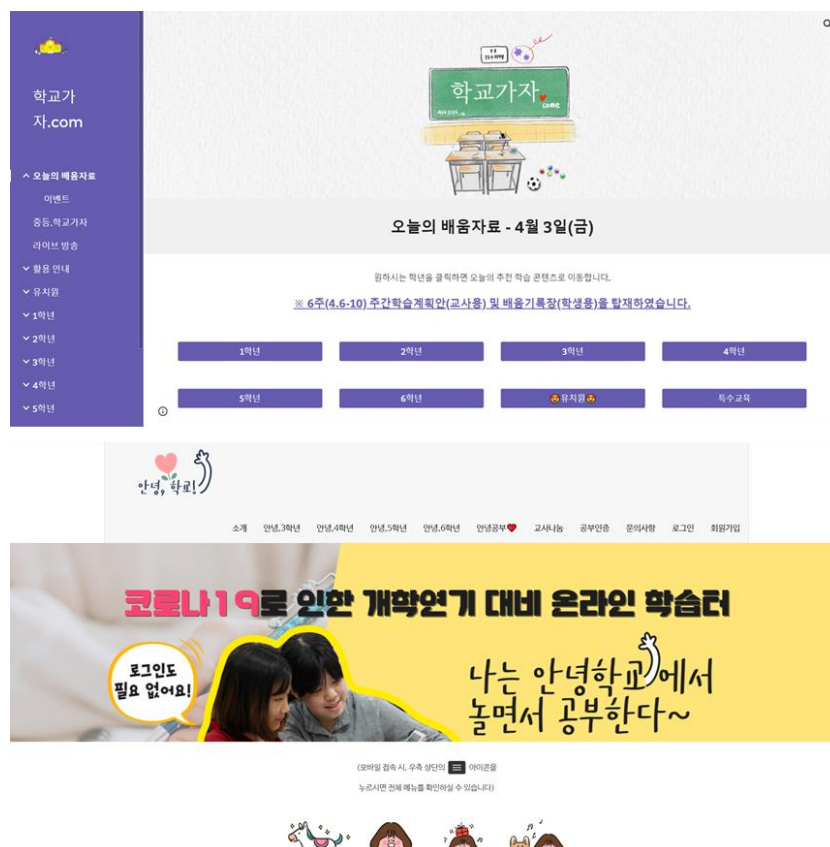 학교가
자.com
오늘의 배움자료
이벤트
중등.학교가자
라이브 방송
활용 안내
유치원
1학년
2학년
3학년
4학년
5학년
학교가자
come
오늘의 배움자료 - 4월 3일(금)
원하시는 학년을 클릭하면 오늘의 추천 학습 콘텐츠로 이동합니다.
※ 6주(4.6-10) 주간학습계획안(교사용) 및 배움기록장(학생용)을 탑재하였습니다.
1학년 2학년 3학년 4학년
5학년 6학년 유치원 특수교육
안녕, 학교!
소개 안녕,3학년 안녕,4학년 안녕,5학년 안녕,6학년 안녕공부 교사나눔 공부인증 문의사항 로그인 회원가입
코로나19로 인한 개학연기 대비 온라인 학습터
로그인도
필요 없어요!
나는 안녕학교에서
놀면서 공부한다~
(모바일 접속 시, 우측 상단의 아이콘을
누르시면 전체 메뉴를 확인하실 수 있습니다)